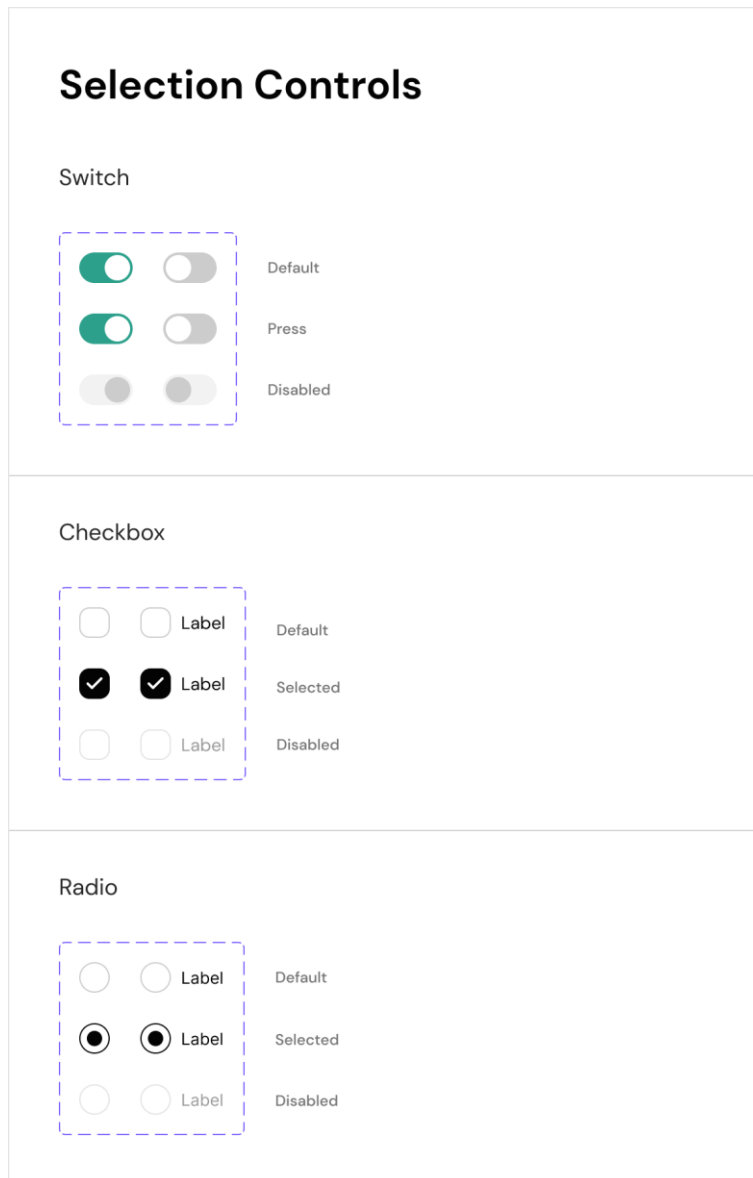 Selection Controls
Switch
Default
Press
Disabled
Checkbox
Label
Default
Label
Selected
Label
Disabled
Radio
Label
Default
Label
Selected
Label
Disabled